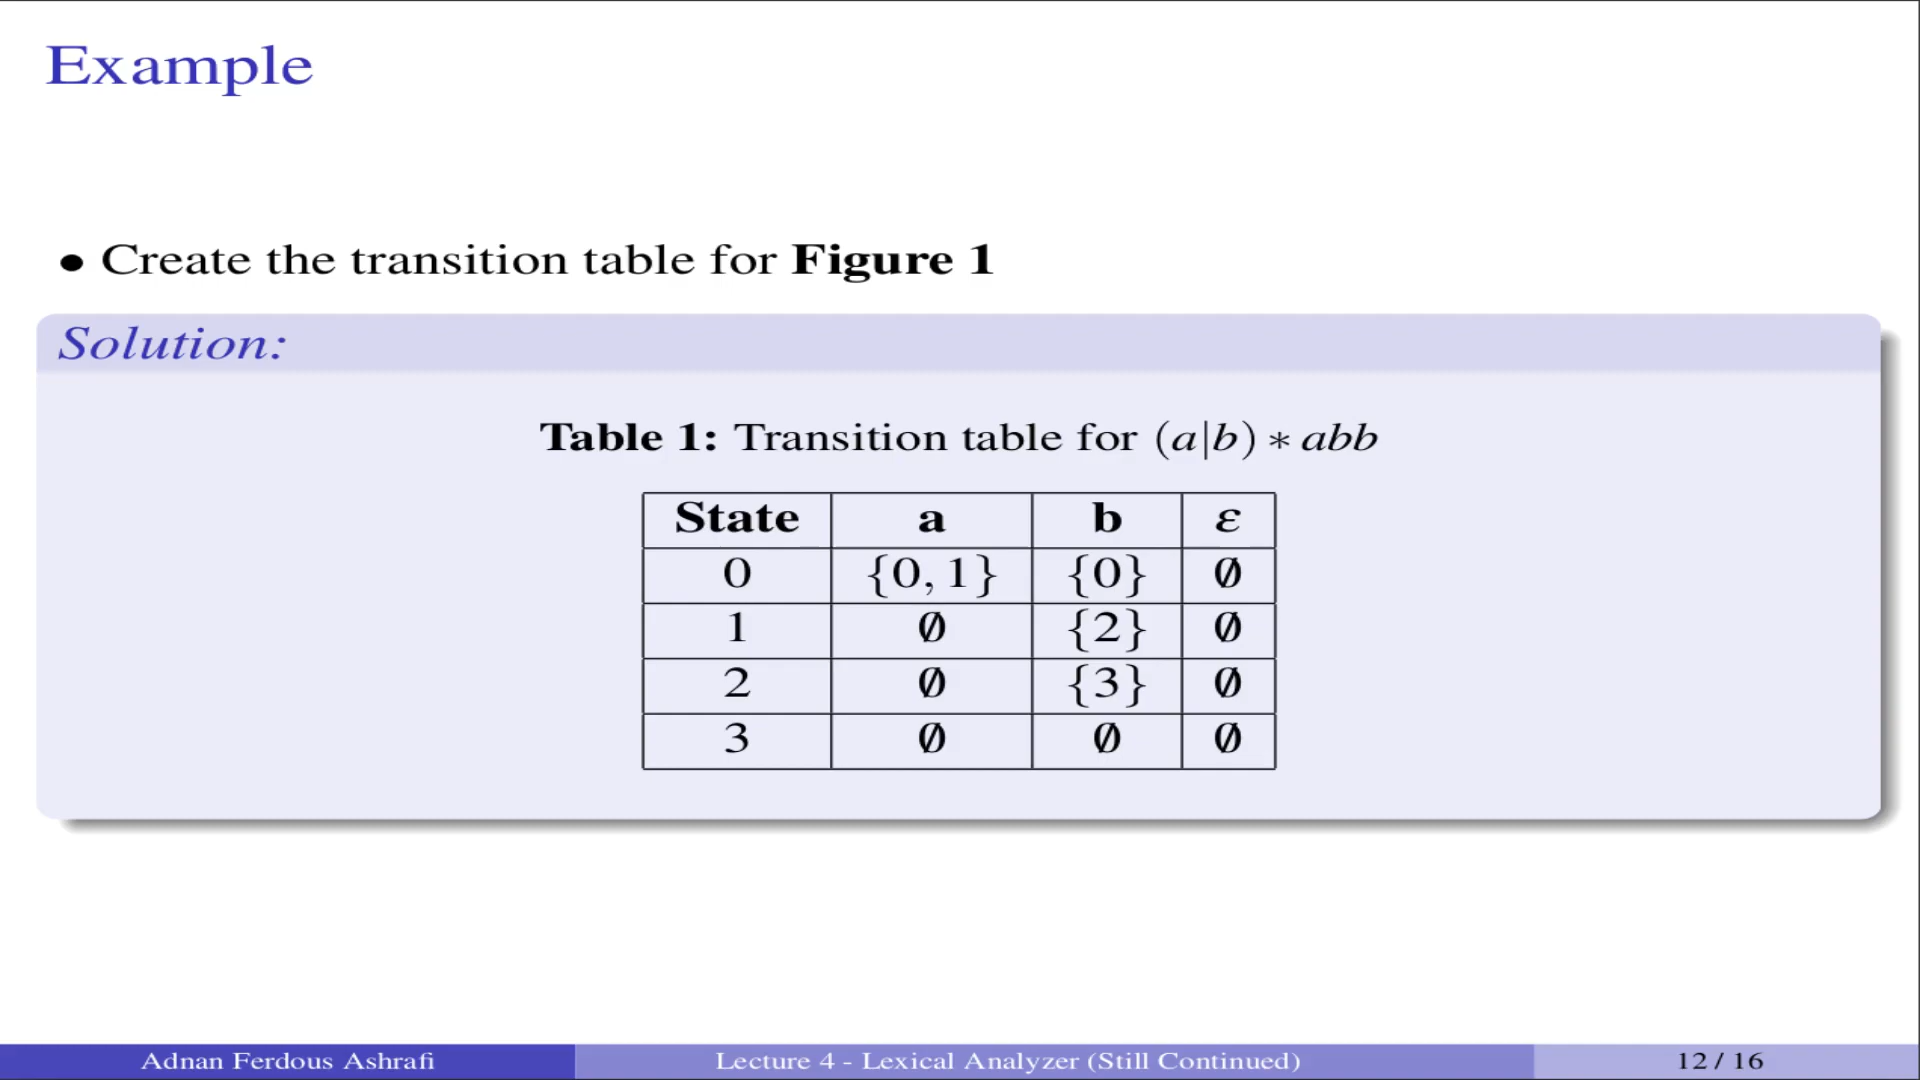 Example
• Create the transition table for Figure 1
Solution:
Table 1: Transition table for (a|b) ∗ abb
State a b ε
0 {0, 1} {0} ∅
1 ∅ {2} ∅
2 ∅ {3} ∅
3 ∅ ∅ ∅
Adnan Ferdous Ashrafi Lecture 4 - Lexical Analyzer (Still Continued) 12 / 16